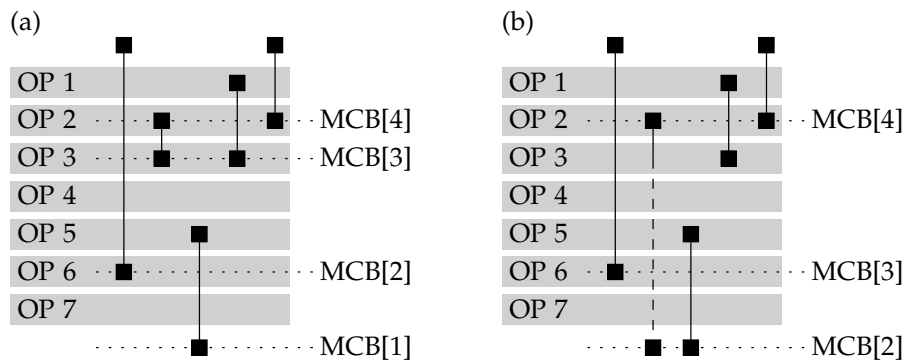 (a)
OP 1
OP 2 MCB[4]
OP 3 MCB[3]
OP 4
OP 5
OP 6 MCB[2]
OP 7
MCB[1]
(b)
OP 1
OP 2 MCB[4]
OP 3
OP 4
OP 5
OP 6 MCB[3]
OP 7
MCB[2]